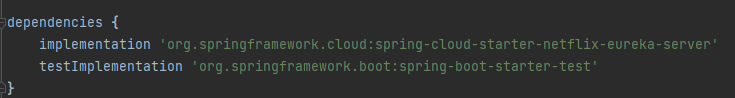 dependencies {
    implementation 'org.springframework.cloud:spring-cloud-starter-netflix-eureka-server'
    testImplementation 'org.springframework.boot:spring-boot-starter-test'
}